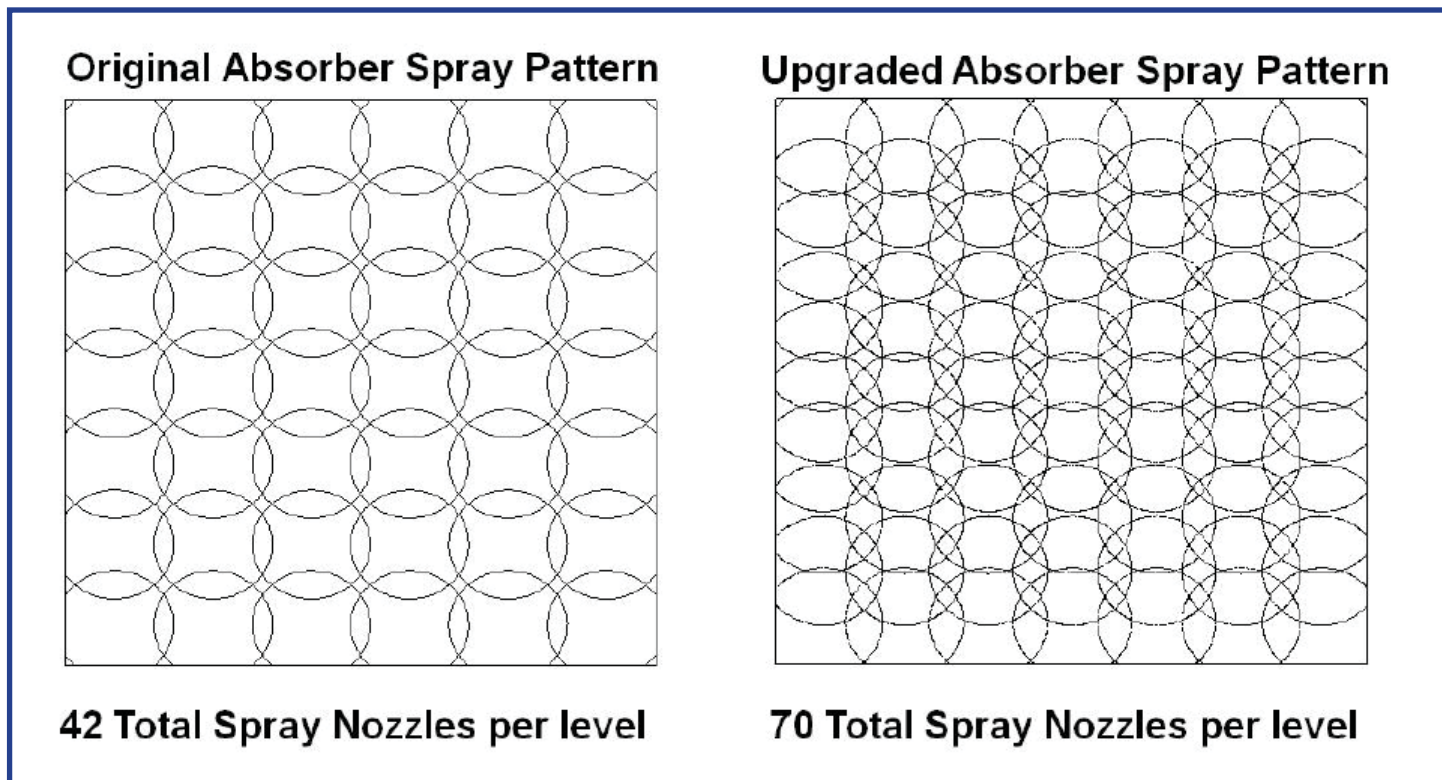 Original Absorber Spray Pattern
Upgraded Absorber Spray Pattern
42 Total Spray Nozzles per level
70 Total Spray Nozzles per level